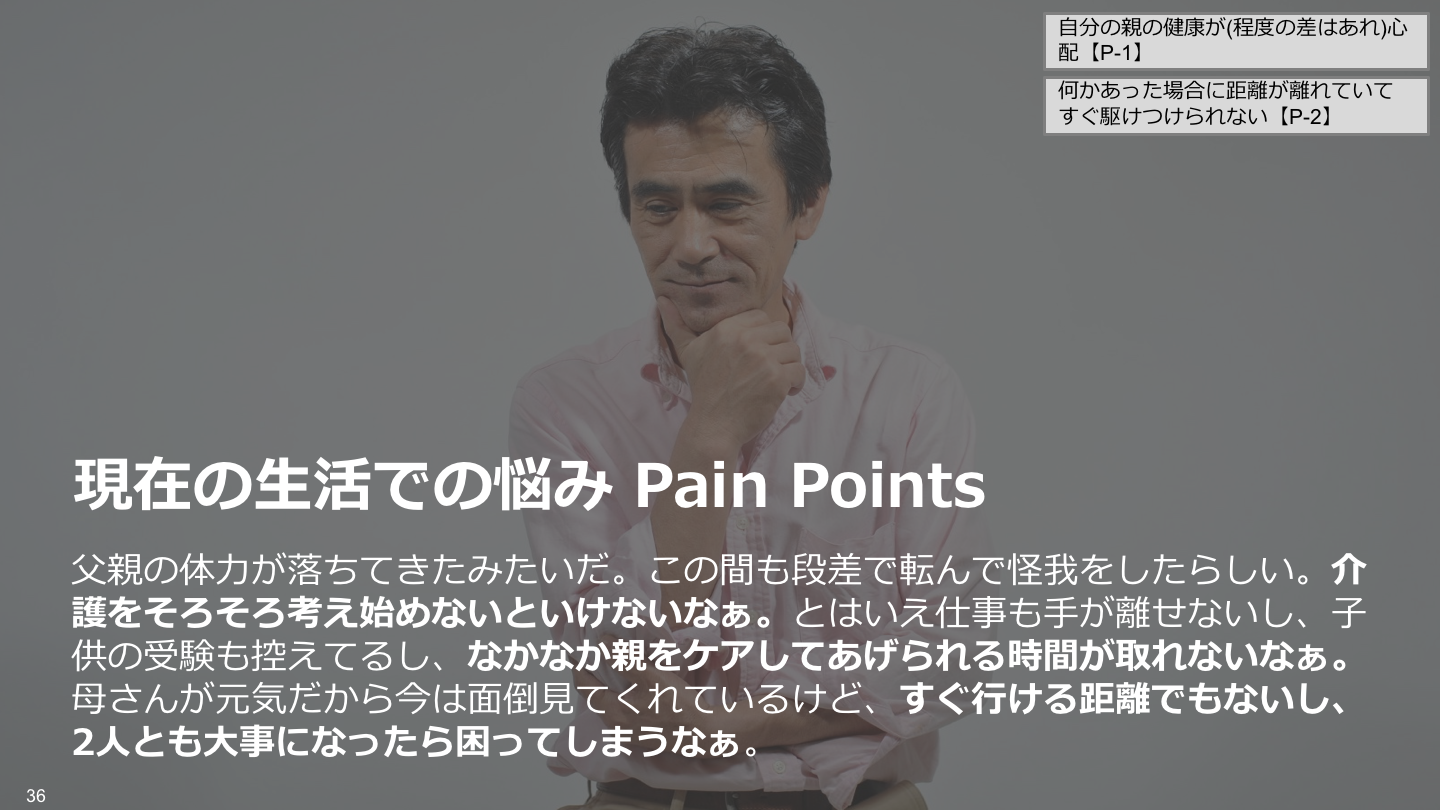 自分の親の健康が(程度の差はあれ)心
配【P-1】
何かあった場合に距離が離れていて
すぐ駆けつけられない【P-2】
現在の生活での悩み Pain Points
父親の体力が落ちてきたみたいだ。この間も段差で転んで怪我をしたらしい。介
護をそろそろ考え始めないといけないなぁ。とはいえ仕事も手が離せないし、子
供の受験も控えてるし、なかなか親をケアしてあげられる時間が取れないなぁ。
母さんが元気だから今は面倒見てくれているけど、すぐ行ける距離でもないし、
2人とも大事になったら困ってしまうなぁ。
36